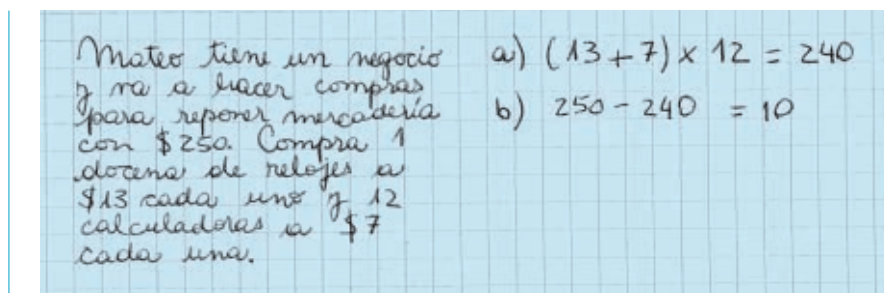 Mateo tiene un negocio
y va a hacer compras
para reponer mercadería
con $250. Compra 1
docena de relojes a
$13 cada uno y 12
calculadoras a $7
cada una.
a) (13+7) x 12 = 240
b) 250 - 240 = 10